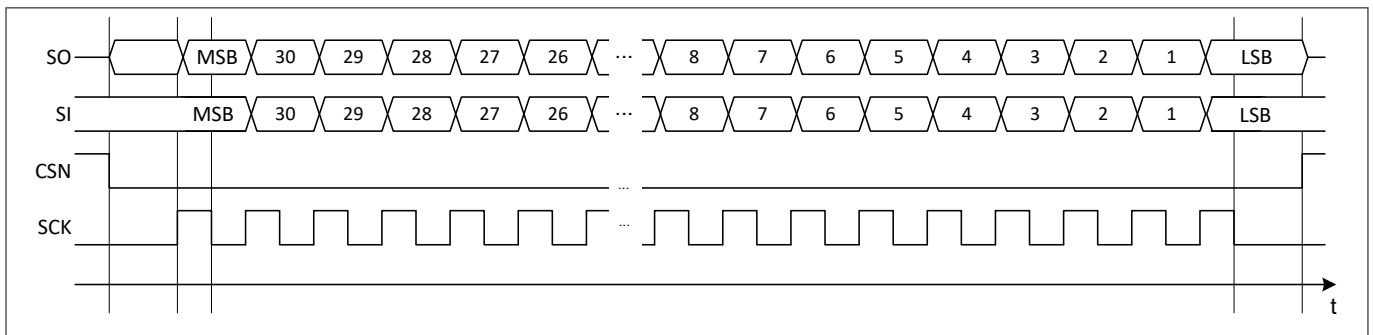 SO MSB 30 29 28 27 26 ... 8 7 6 5 4 3 2 1 LSB
SI MSB 30 29 28 27 26 ... 8 7 6 5 4 3 2 1 LSB
CSN ...
SCK ...
t